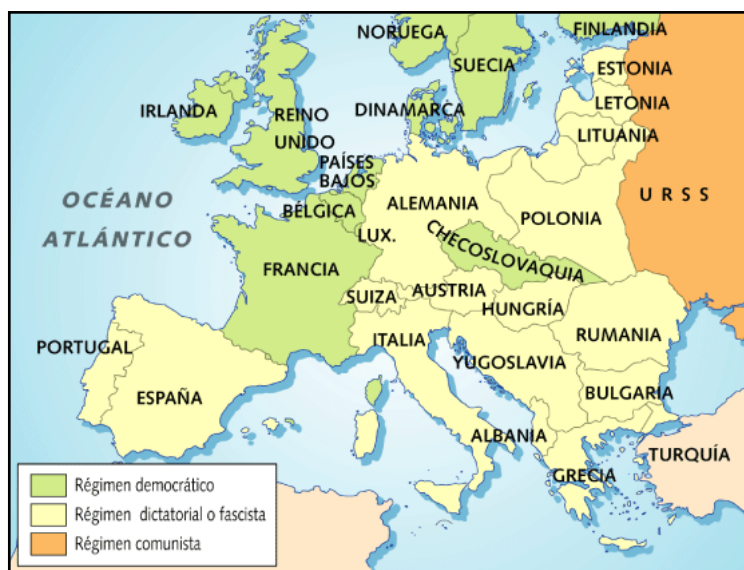 NORUEGA
FINLANDIA
SUECIA
ESTONIA
IRLANDA
REINO
UNIDO
DINAMARCA
LETONIA
LITUANIA
PAÍSES
BAJOS
URSS
OCÉANO
ATLÁNTICO
BÉLGICA
ALEMANIA
POLONIA
LUX.
CHECOSLOVAQUIA
FRANCIA
SUIZA
AUSTRIA
HUNGRÍA
ITALIA
RUMANIA
PORTUGAL
ESPAÑA
YUGOSLAVIA
BULGARIA
ALBANIA
TURQUÍA
GRECIA
Régimen democrático
Régimen dictatorial o fascista
Régimen comunista